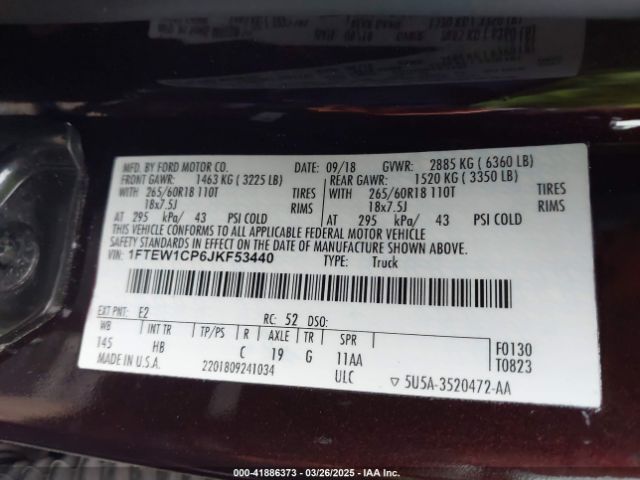 MFD. BY FORD MOTOR CO. DATE: 09/18 GVWR: 2885 KG ( 6360 LB)
FRONT GAWR: 1463 KG ( 3225 LB) REAR GAWR: 1520 KG ( 3350 LB)
WITH 265/60R18 110T TIRES WITH 265/60R18 110T TIRES
18x7.5J RIMS 18x7.5J RIMS
AT 295 kPa/ 43 PSI COLD AT 295 kPa/ 43 PSI COLD
THIS VEHICLE CONFORMS TO ALL APPLICABLE FEDERAL MOTOR VEHICLE
SAFETY STANDARDS IN EFFECT ON THE DATE OF MANUFACTURE SHOWN ABOVE.
VIN: 1FTEW1CP6JKF53440 TYPE: Truck
EXT PNT: E2 RC: 52 DSO:
WB INT TR TP/PS R AXLE TR SPR F0130
145 HB C 19 G 11AA T0823
MADE IN U.S.A. 2201809241034 ULC ▽ 5U5A-3520472-AA
000-41886373 | 03/26/2025 | IAA Inc.